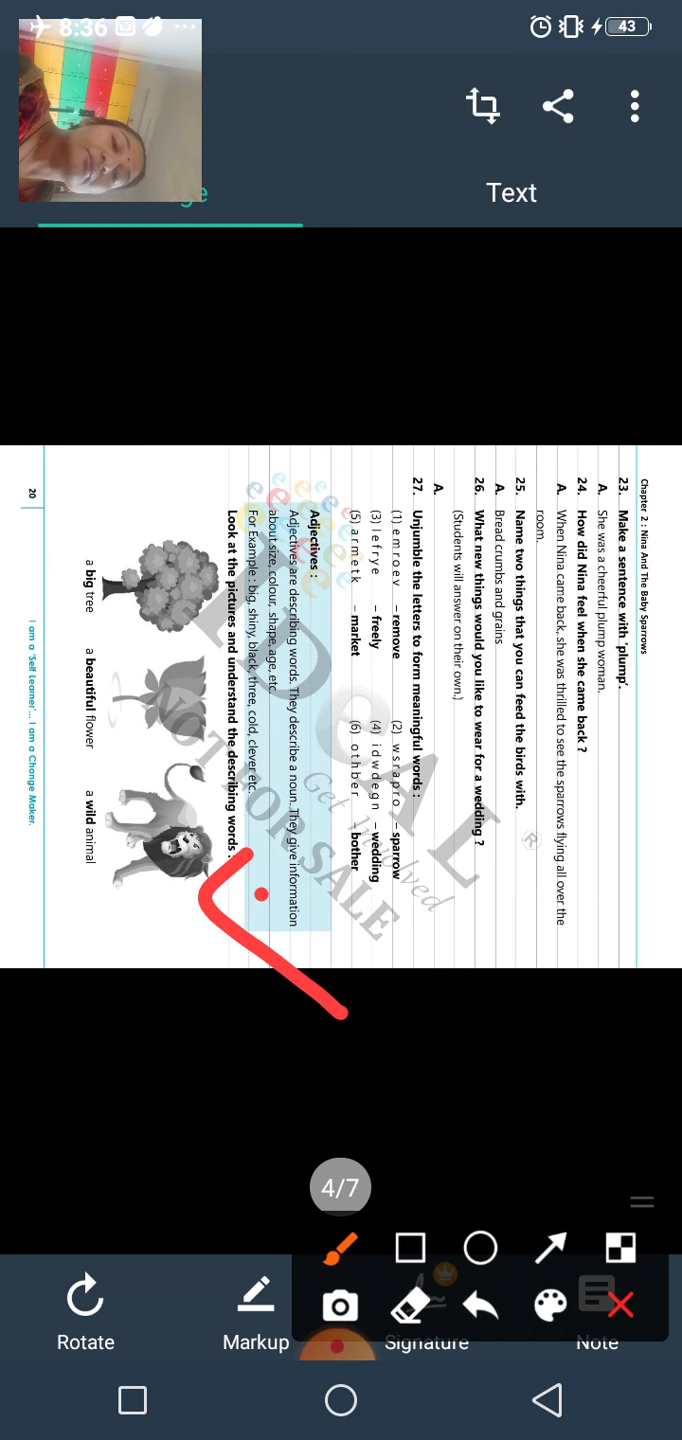 8:36
43
ge
Text
Chapter 2 : Nina And The Baby Sparrows
23. Make a sentence with 'plump'.
A. She was a cheerful plump woman.
24. How did Nina feel when she came back ?
A. When Nina came back, she was thrilled to see the sparrows flying all over the
room.
25. Name two things that you can feed the birds with.
A. Bread crumbs and grains
26. What new things would you like to wear for a wedding ?
(Students will answer on their own.)
A.
27. Unjumble the letters to form meaningful words :
(1) e m r o e v – remove (2) w s r a p r o – sparrow
(3) l e f r y e – freely (4) i d w d e g n – wedding
(5) a r m e t k – market (6) o t h b e r – bother
Adjectives :
Adjectives are describing words. They describe a noun. They give information
about size, colour, shape, age, etc.
For Example : big, shiny, black, three, cold, clever etc.
Look at the pictures and understand the describing words :
a big tree a beautiful flower a wild animal
20 I am a 'Self Learner'... I am a Change Maker.
IDeAL
®
Get involved
NOT FOR SALE
4/7
Rotate
Markup
Signature
Note